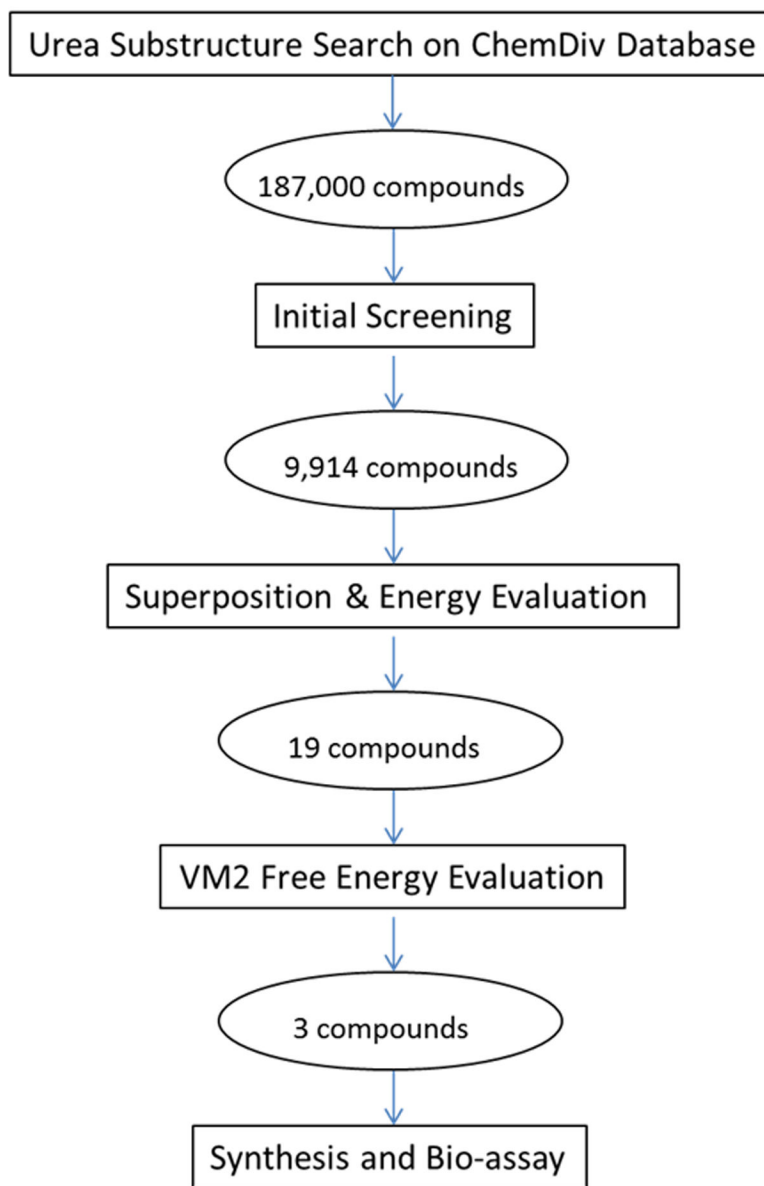 Urea Substructure Search on ChemDiv Database
187,000 compounds
Initial Screening
9,914 compounds
Superposition & Energy Evaluation
19 compounds
VM2 Free Energy Evaluation
3 compounds
Synthesis and Bio-assay